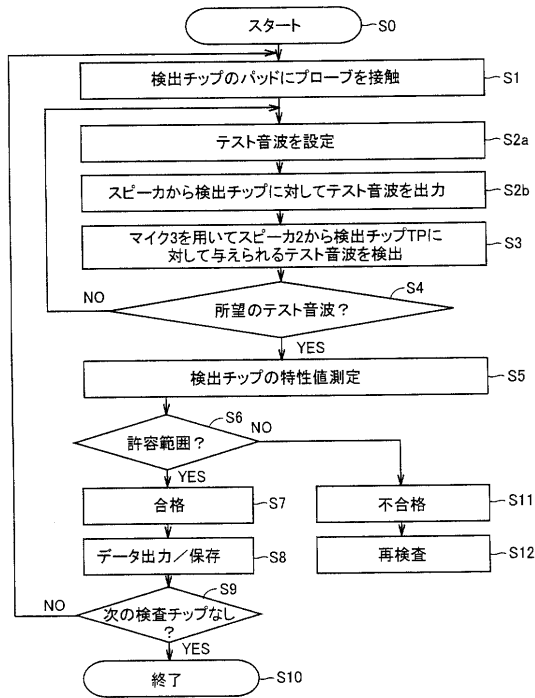 スタート
S0
検出チップのパッドにプローブを接触
S1
テスト音波を設定
S2a
スピーカから検出チップに対してテスト音波を出力
S2b
マイク3を用いてスピーカ2から検出チップTPに
対して与えられるテスト音波を検出
S3
所望のテスト音波?
S4
NO
YES
検出チップの特性値測定
S5
許容範囲?
S6
NO
YES
合格
S7
不合格
S11
データ出力/保存
S8
再検査
S12
次の検査チップなし
?
S9
NO
YES
終了
S10